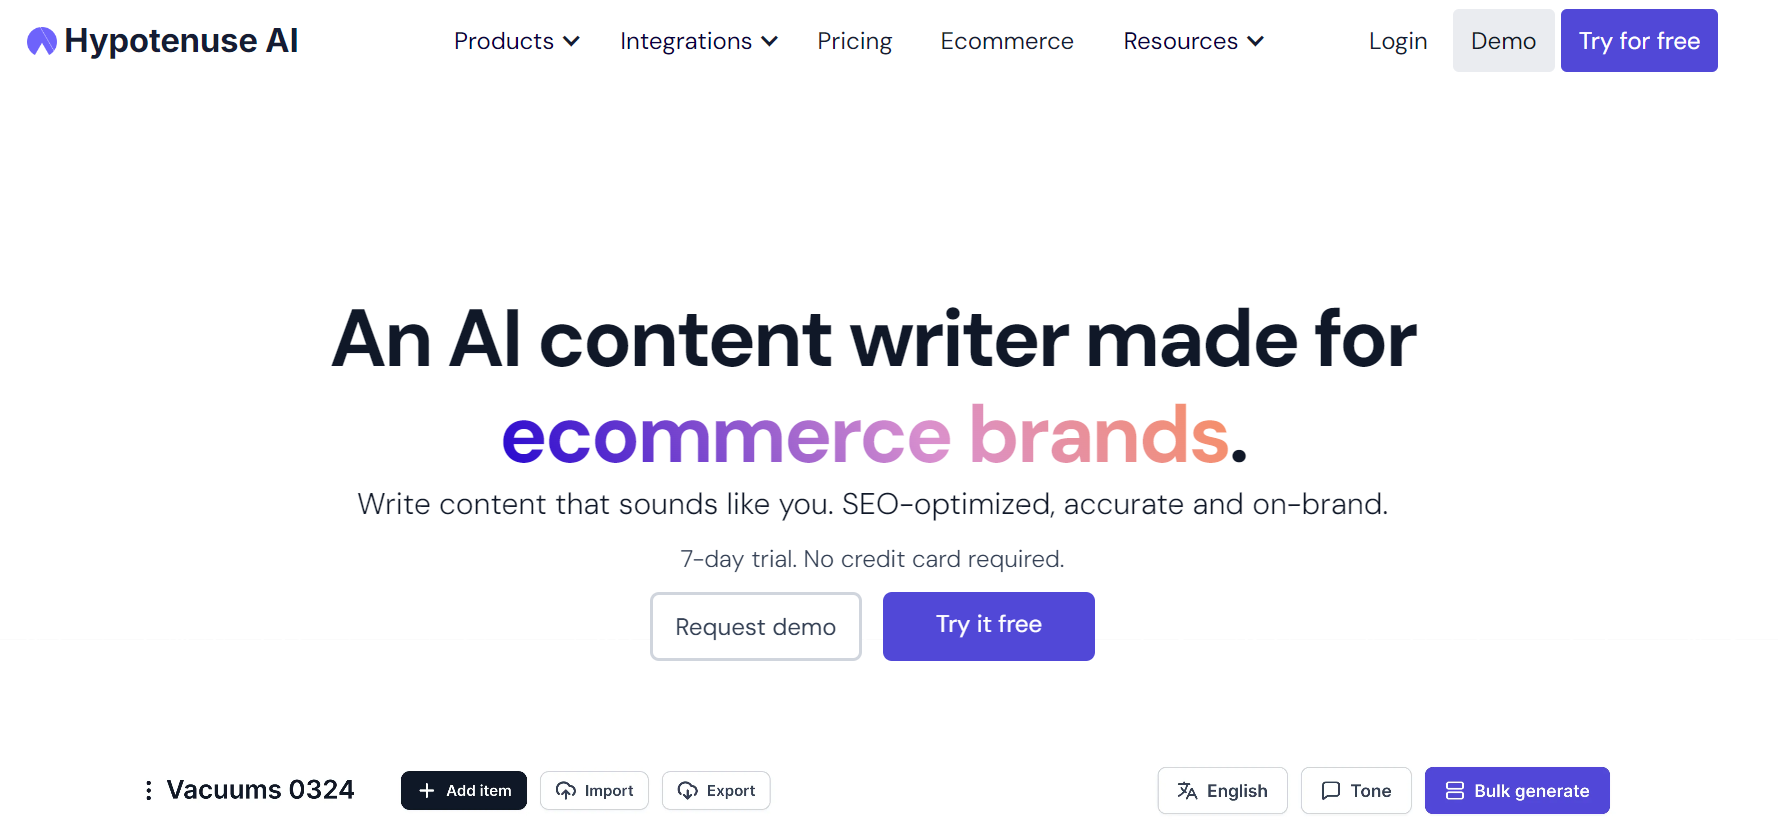 Hypotenuse AI Products Integrations Pricing Ecommerce Resources Login Demo Try for free
An AI content writer made for
ecommerce brands.
Write content that sounds like you. SEO-optimized, accurate and on-brand.
7-day trial. No credit card required.
Request demo Try it free
Vacuums 0324 Add item Import Export English Tone Bulk generate